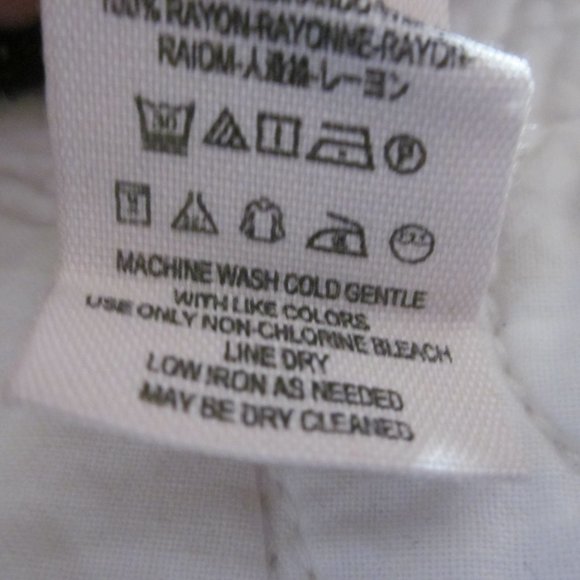 100% RAYON-RAYONNE-RAYON-
RAIOM-人造絲-レーヨン
MACHINE WASH COLD GENTLE
WITH LIKE COLORS
USE ONLY NON-CHLORINE BLEACH
LINE DRY
LOW IRON AS NEEDED
MAY BE DRY CLEANED